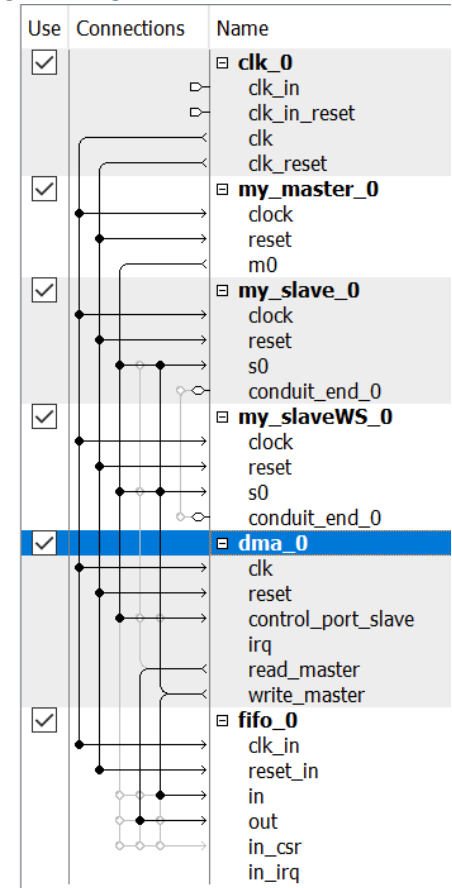 Use Connections Name
clk_0
clk_in
clk_in_reset
clk
clk_reset
my_master_0
clock
reset
m0
my_slave_0
clock
reset
s0
conduit_end_0
my_slaveWS_0
clock
reset
s0
conduit_end_0
dma_0
clk
reset
control_port_slave
irq
read_master
write_master
fifo_0
clk_in
reset_in
in
out
in_csr
in_irq